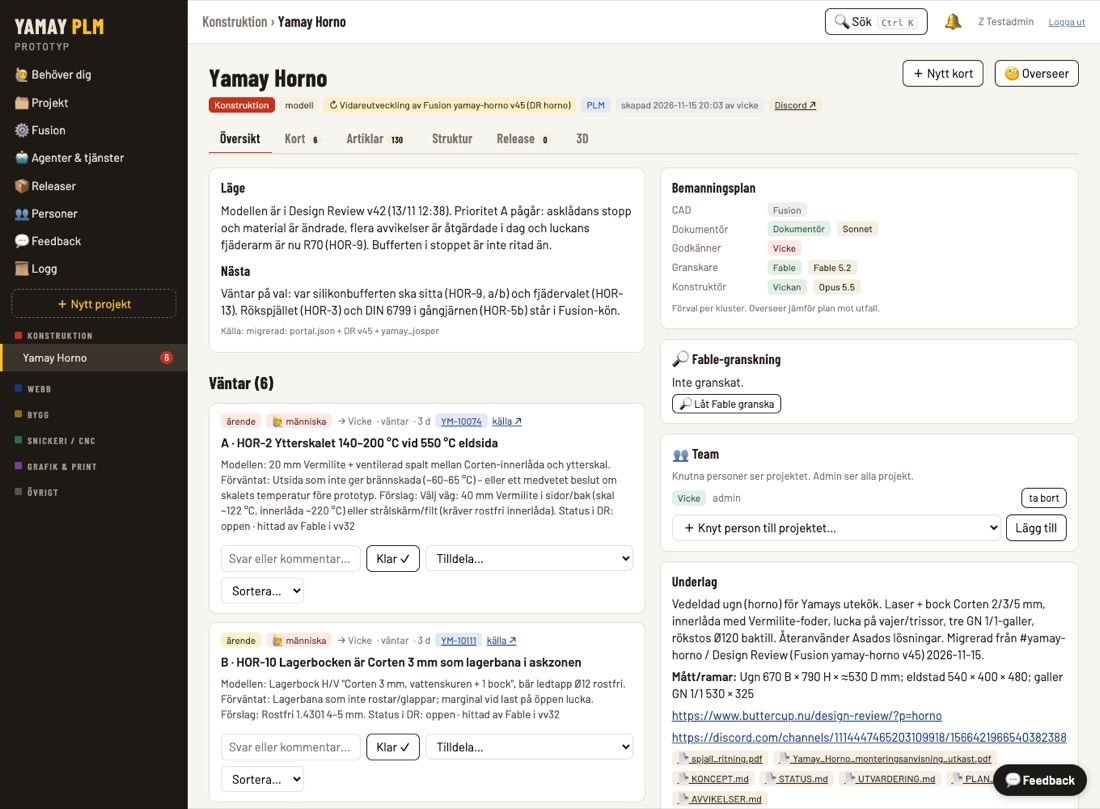 YAMAY PLM
PROTOTYP
Behöver dig
Projekt
Fusion
Agenter & tjänster
Releaser
Personer
Feedback
Logg
+ Nytt projekt
KONSTRUKTION
Yamay Horno 6
WEBB
BYGG
SNICKERI / CNC
GRAFIK & PRINT
ÖVRIGT
Konstruktion › Yamay Horno
Sök Ctrl K
Z Testadmin
Logga ut
Yamay Horno
+ Nytt kort
Overseer
Konstruktion modell ↻ Vidareutveckling av Fusion yamay-horno v45 (DR horno) PLM skapad 2026-11-15 20:03 av vicke Discord ↗
Översikt Kort 6 Artiklar 130 Struktur Release 0 3D
Läge
Modellen är i Design Review v42 (13/11 12:38). Prioritet A pågår: asklådans stopp
och material är ändrade, flera avvikelser är åtgärdade i dag och luckans
fjäderarm är nu R70 (HOR-9). Bufferten i stoppet är inte ritad än.
Nästa
Väntar på val: var silikonbufferten ska sitta (HOR-9, a/b) och fjädervalet (HOR-
13). Rökspjället (HOR-3) och DIN 6799 i gångjärnen (HOR-5b) står i Fusion-kön.
Källa: migrerad: portal.json + DR v45 + yamay_josper
Väntar (6)
ärende människa → Vicke · väntar · 3 d YM-10074 källa ↗
A · HOR-2 Ytterskalet 140–200 °C vid 550 °C eldsida
Modellen: 20 mm Vermilite + ventilerad spalt mellan Corten-innerlåda och ytterskal.
Förväntat: Utsida som inte ger brännskada (~60–65 °C) – eller ett medvetet beslut om
skalets temperatur före prototyp. Förslag: Välj väg: 40 mm Vermilite i sidor/bak (skal
~122 °C, innerlåda ~220 °C) eller strålskärm/filt (kräver rostfri innerlåda). Status i DR:
oppen · hittad av Fable i vv32
Svar eller kommentar...
Klar ✓
Tilldela...
Sortera...
ärende människa → Vicke · väntar · 3 d YM-10111 källa ↗
B · HOR-10 Lagerbocken är Corten 3 mm som lagerbana i askzonen
Modellen: Lagerbock H/V "Corten 3 mm, vattenskuren + 1 bock", bär ledtapp Ø12 rostfri.
Förväntat: Lagerbana som inte rostar/glappar; marginal vid last på öppen lucka.
Förslag: Rostfri 1.4301 4–5 mm. Status i DR: oppen · hittad av Fable i vv32
Svar eller kommentar...
Klar ✓
Tilldela...
Sortera...
Bemanningsplan
CAD Fusion
Dokumentör Dokumentör Sonnet
Godkänner Vicke
Granskare Fable Fable 5.2
Konstruktör Vickan Opus 5.5
Förval per kluster. Overseer jämför plan mot utfall.
Fable-granskning
Inte granskat.
Låt Fable granska
Team
Knutna personer ser projektet. Admin ser alla projekt.
Vicke admin ta bort
+ Knyt person till projektet... Lägg till
Underlag
Vedeldad ugn (horno) för Yamays utekök. Laser + bock Corten 2/3/5 mm,
innerlåda med Vermilite-foder, lucka på vajer/trissor, tre GN 1/1-galler,
rökstos Ø120 baktill. Återanvänder Asados lösningar. Migrerad från #yamay-
horno / Design Review (Fusion yamay-horno v45) 2026-11-15.
Mått/ramar: Ugn 670 B × 790 H × ≈530 D mm; eldstad 540 × 400 × 480; galler
GN 1/1 530 × 325
https://www.buttercup.nu/design-review/?p=horno
https://discord.com/channels/1114447465203109918/1566421966540382388
spjall_ritning.pdf Yamay_Horno_monteringsanvisning_utkast.pdf
KONCEPT.md STATUS.md UTVARDERING.md PLAN.
AVVIKELSER.md
Feedback